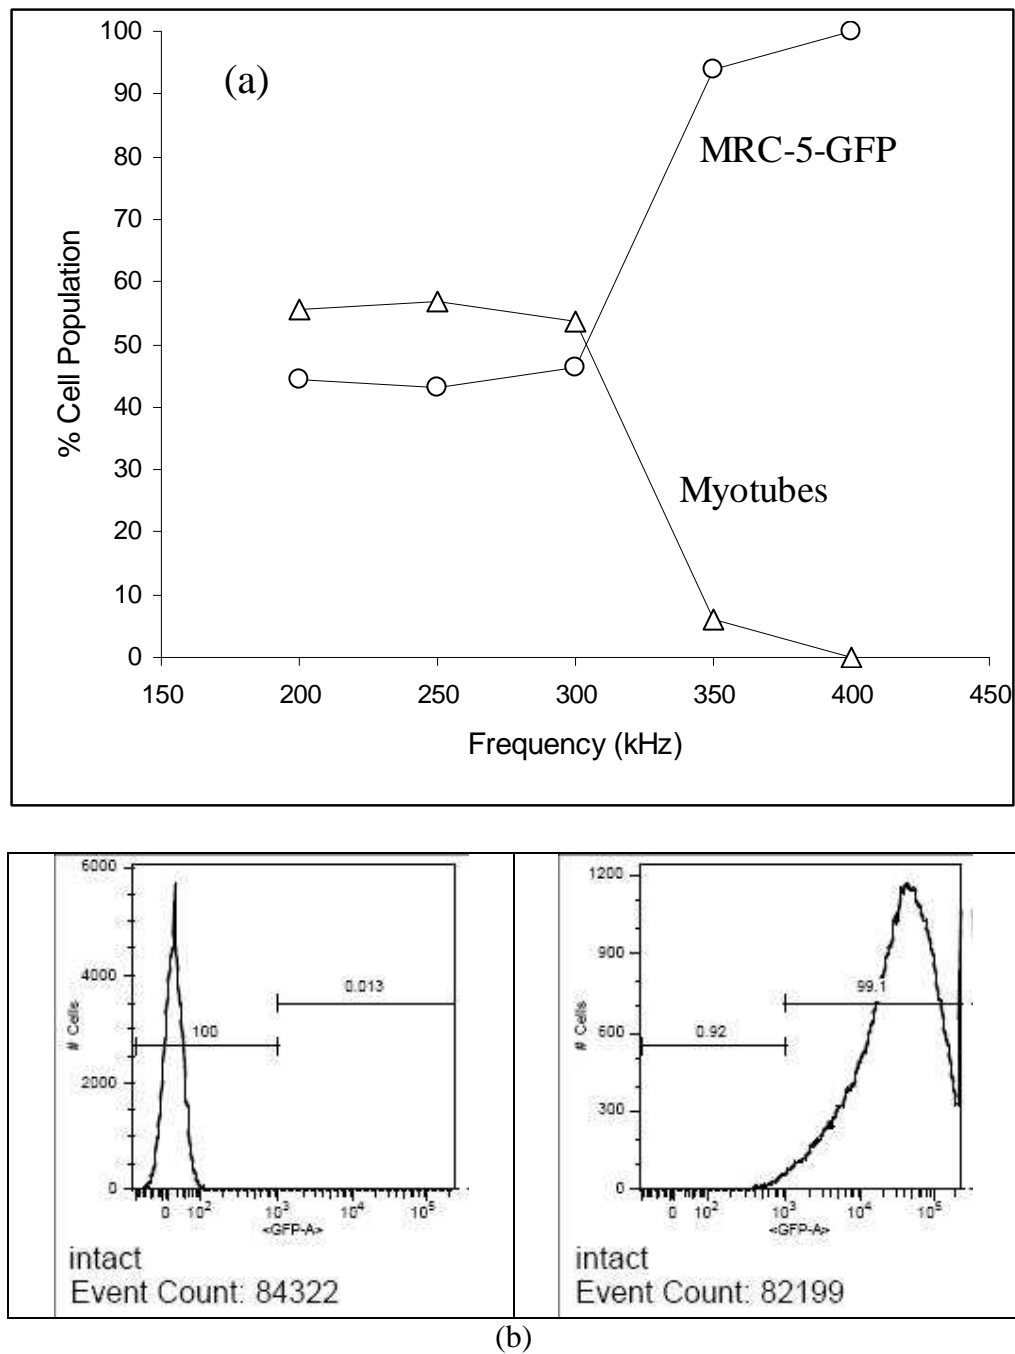 (a)
100
90
80
70
60
50
40
30
20
10
0
% Cell Population
MRC-5-GFP
Myotubes
150 200 250 300 350 400 450
Frequency (kHz)
6000
4000
2000
0
# Cells
100
0.013
0 10² 10³ 10⁴ 10⁵
<GFP-A>
intact
Event Count: 84322
1200
900
600
300
0
# Cells
0.92
99.1
0 10² 10³ 10⁴ 10⁵
<GFP-A>
intact
Event Count: 82199
(b)